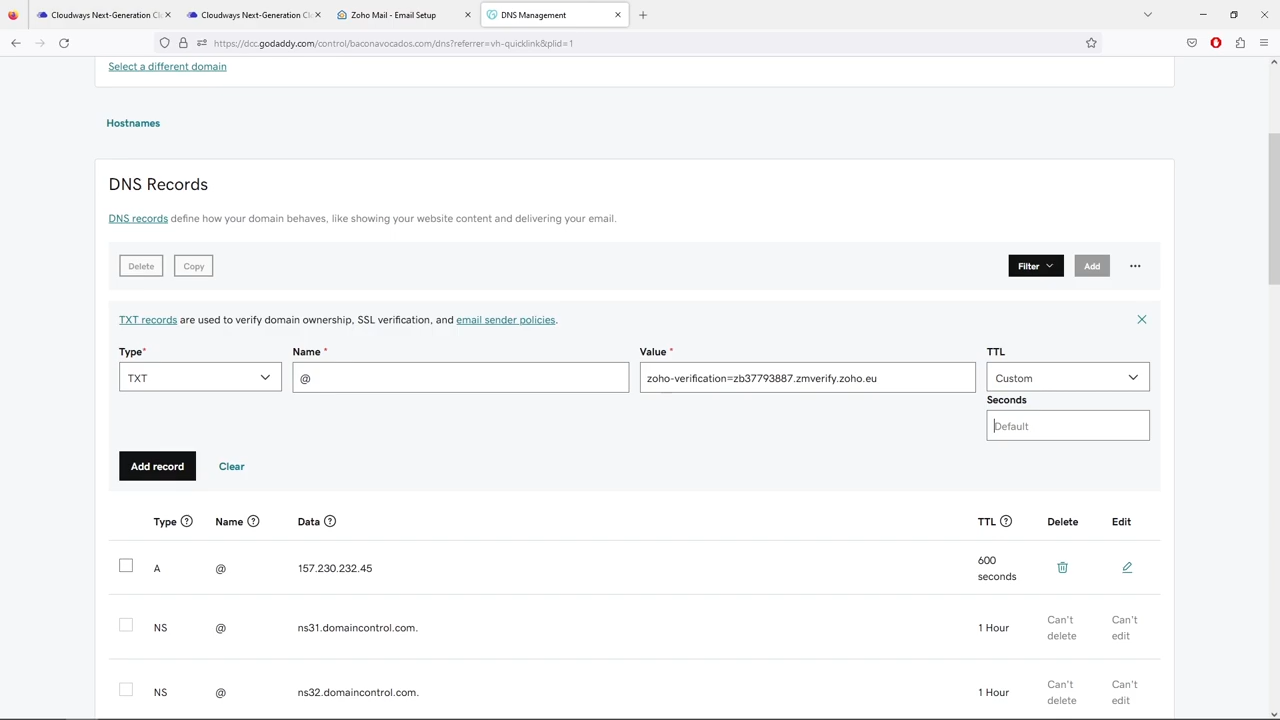 Cloudways Next-Generation Cl
Cloudways Next-Generation Cl
Zoho Mail - Email Setup
DNS Management
https://dcc.godaddy.com/control/baconavocados.com/dns?referrer=vh-quicklink&plid=1
Select a different domain
Hostnames
DNS Records
DNS records define how your domain behaves, like showing your website content and delivering your email.
Delete
Copy
Filter
Add
TXT records are used to verify domain ownership, SSL verification, and email sender policies.
Type*
Name *
Value *
TTL
TXT
@
zoho-verification=zb37793887.zmverify.zoho.eu
Custom
Seconds
Default
Add record
Clear
Type
Name
Data
TTL
Delete
Edit
A
@
157.230.232.45
600
seconds
NS
@
ns31.domaincontrol.com.
1 Hour
Can't
delete
Can't
edit
NS
@
ns32.domaincontrol.com.
1 Hour
Can't
delete
Can't
edit